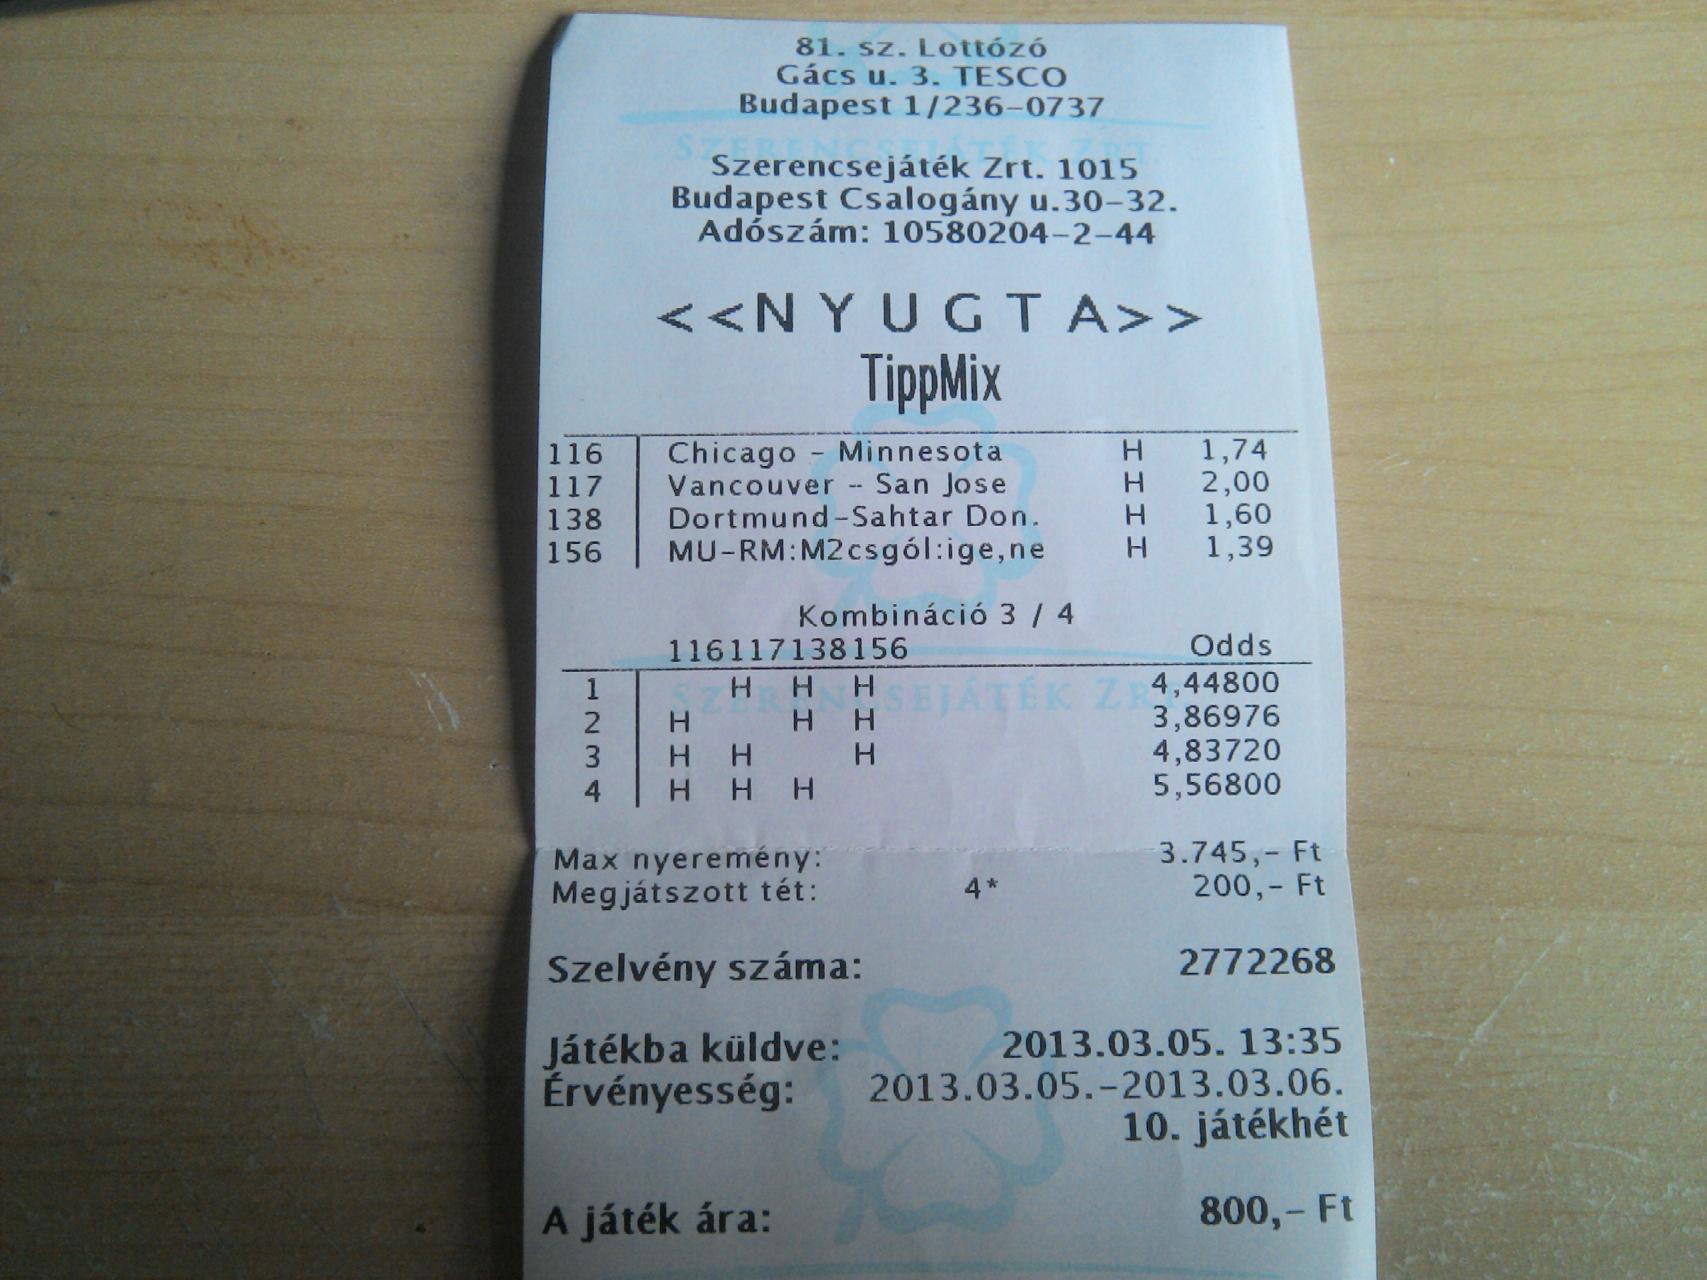 81. sz. Lottózó
Gács u. 3. TESCO
Budapest 1/236-0737
SZERENCSEJÁTÉK ZRT.
Szerencsejáték Zrt. 1015
Budapest Csalogány u.30-32.
Adószám: 10580204-2-44
<<N Y U G T A>>
TippMix
116 Chicago - Minnesota H 1,74
117 Vancouver -- San Jose H 2,00
138 Dortmund-Sahtar Don. H 1,60
156 MU-RM:M2csgól:ige,ne H 1,39
Kombináció 3 / 4
116117138156 Odds
SZERENCSEJÁTÉK ZRT.
1 H H H 4,44800
2 H H H 3,86976
3 H H H 4,83720
4 H H H 5,56800
Max nyeremény: 3.745,- Ft
Megjátszott tét: 4* 200,- Ft
Szelvény száma: 2772268
Játékba küldve: 2013.03.05. 13:35
Érvényesség: 2013.03.05.-2013.03.06.
10. játékhét
A játék ára: 800,- Ft